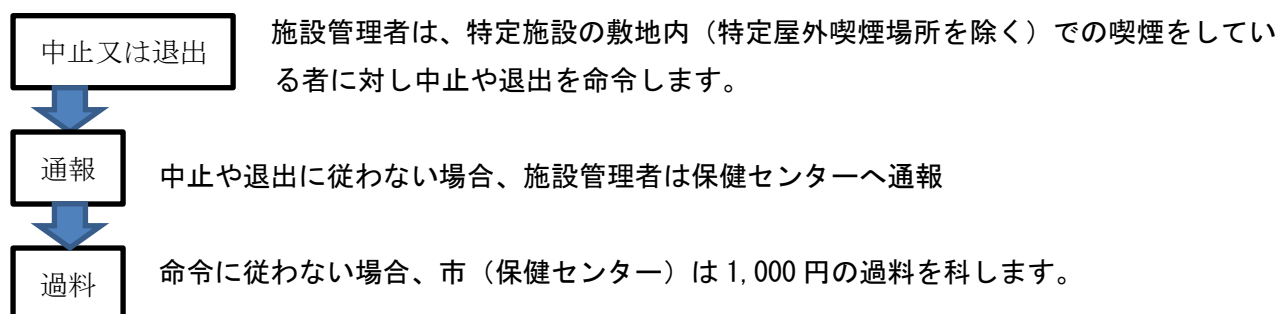 中止又は退出
施設管理者は、特定施設の敷地内（特定屋外喫煙場所を除く）での喫煙をしてい
る者に対し中止や退出を命令します。
通報
中止や退出に従わない場合、施設管理者は保健センターへ通報
過料
命令に従わない場合、市（保健センター）は1,000円の過料を科します。